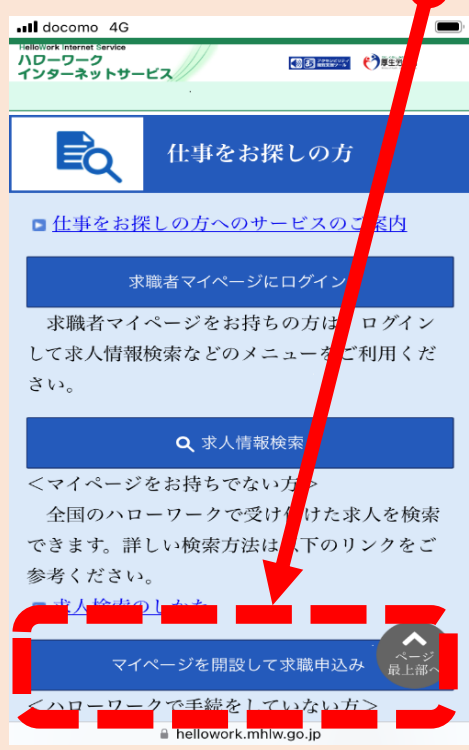 docomo 4G
HelloWork Internet Service
ハローワーク
インターネットサービス
仕事をお探しの方
仕事をお探しの方へのサービスのご案内
求職者マイページにログイン
求職者マイページをお持ちの方は、ログイン
して求人情報検索などのメニューをご利用くだ
さい。
求人情報検索
＜マイページをお持ちでない方＞
全国のハローワークで受け付けた求人を検索
できます。詳しい検索方法は以下のリンクをご
参考ください。
求人検索のしかた
マイページを開設して求職申込み
ページ
最上部へ
＜ハローワークで手続をしていない方＞
hellowork.mhlw.go.jp